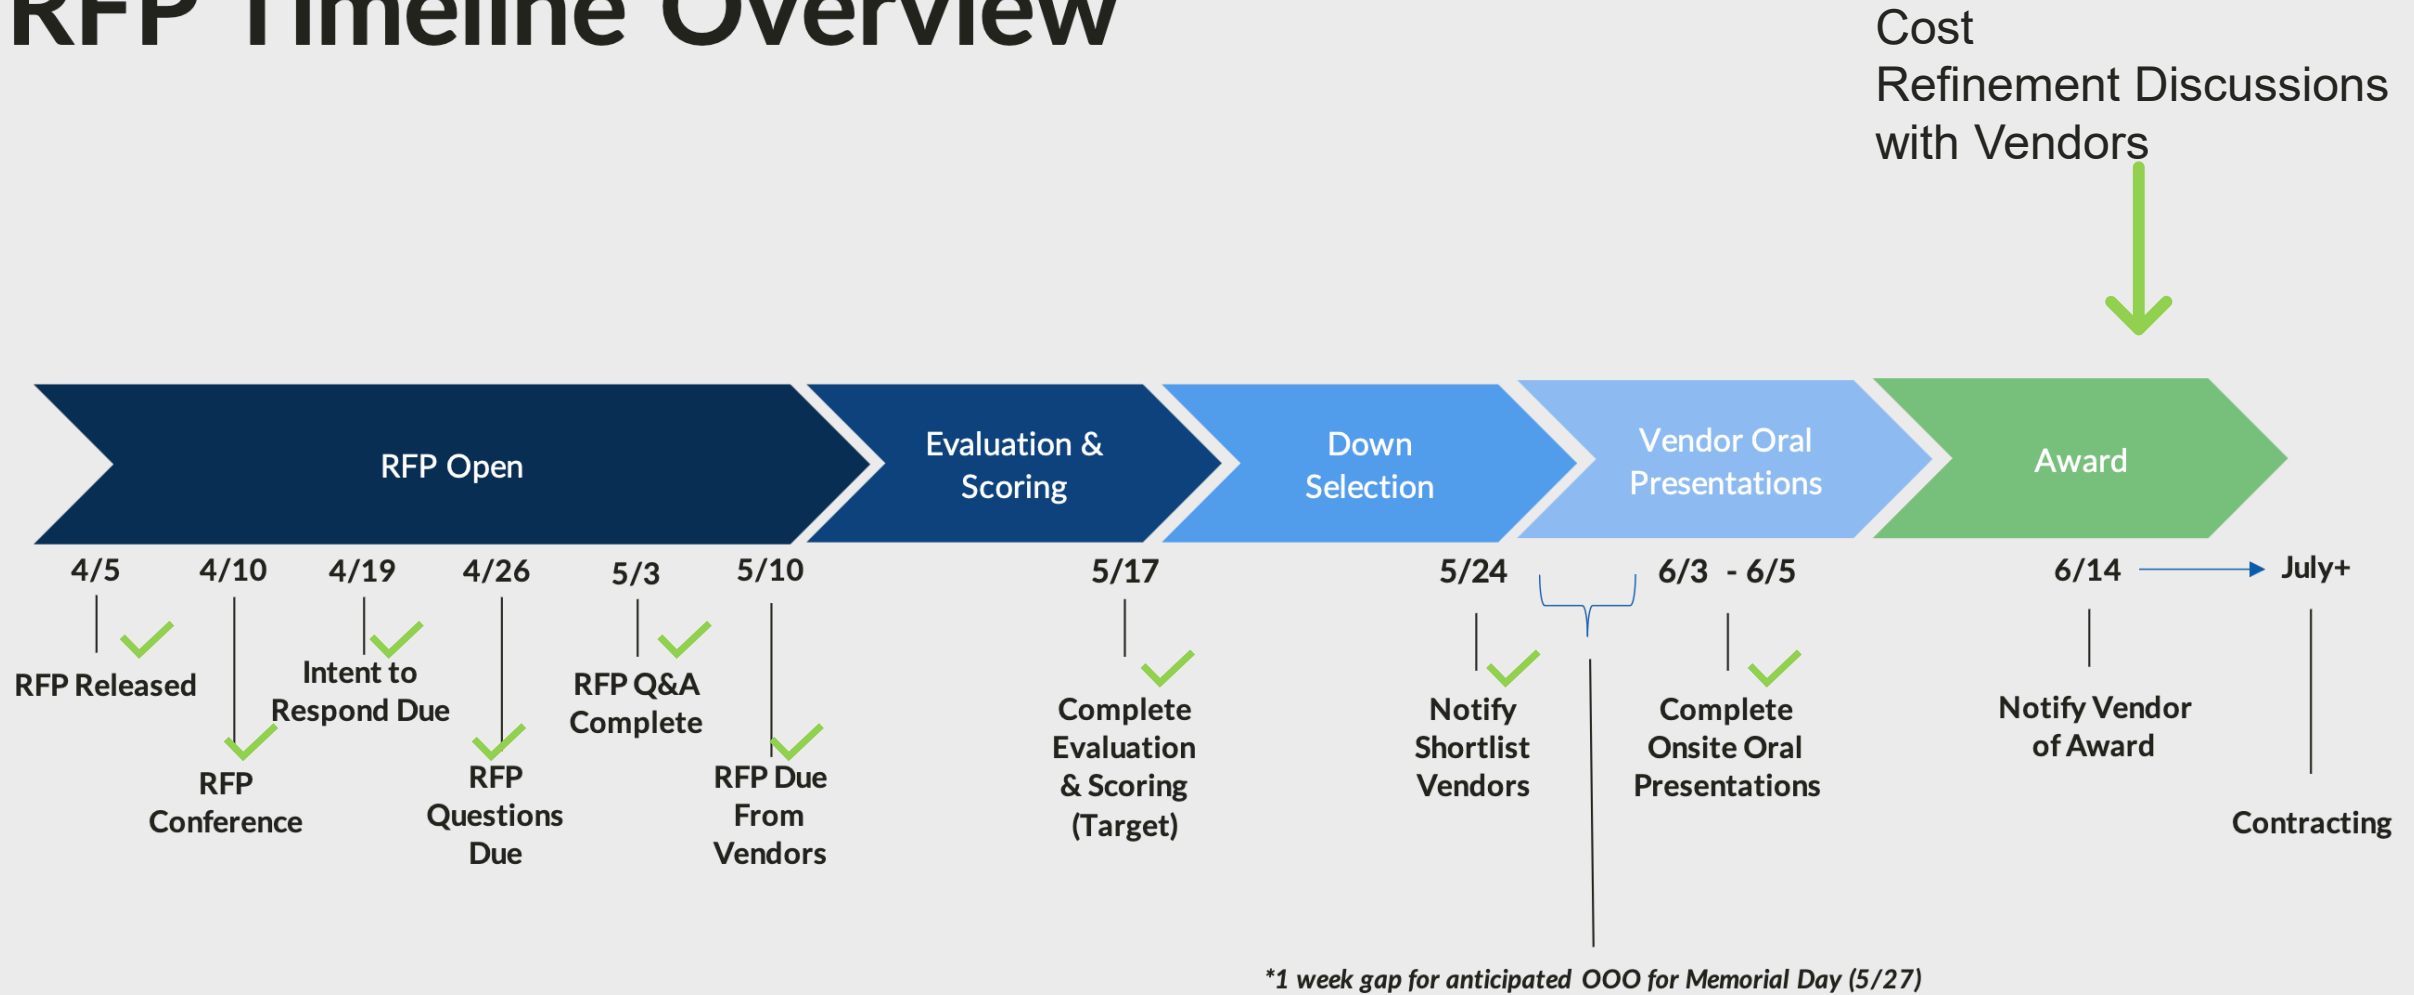 RFP Timeline Overview
Cost
Refinement Discussions
with Vendors
RFP Open
Evaluation &
Scoring
Down
Selection
Vendor Oral
Presentations
Award
4/5
4/10
4/19
4/26
5/3
5/10
5/17
5/24
6/3 - 6/5
6/14
July+
RFP Released
RFP
Conference
Intent to
Respond Due
RFP
Questions
Due
RFP Q&A
Complete
RFP Due
From
Vendors
Complete
Evaluation
& Scoring
(Target)
Notify
Shortlist
Vendors
Complete
Onsite Oral
Presentations
Notify Vendor
of Award
Contracting
*1 week gap for anticipated OOO for Memorial Day (5/27)